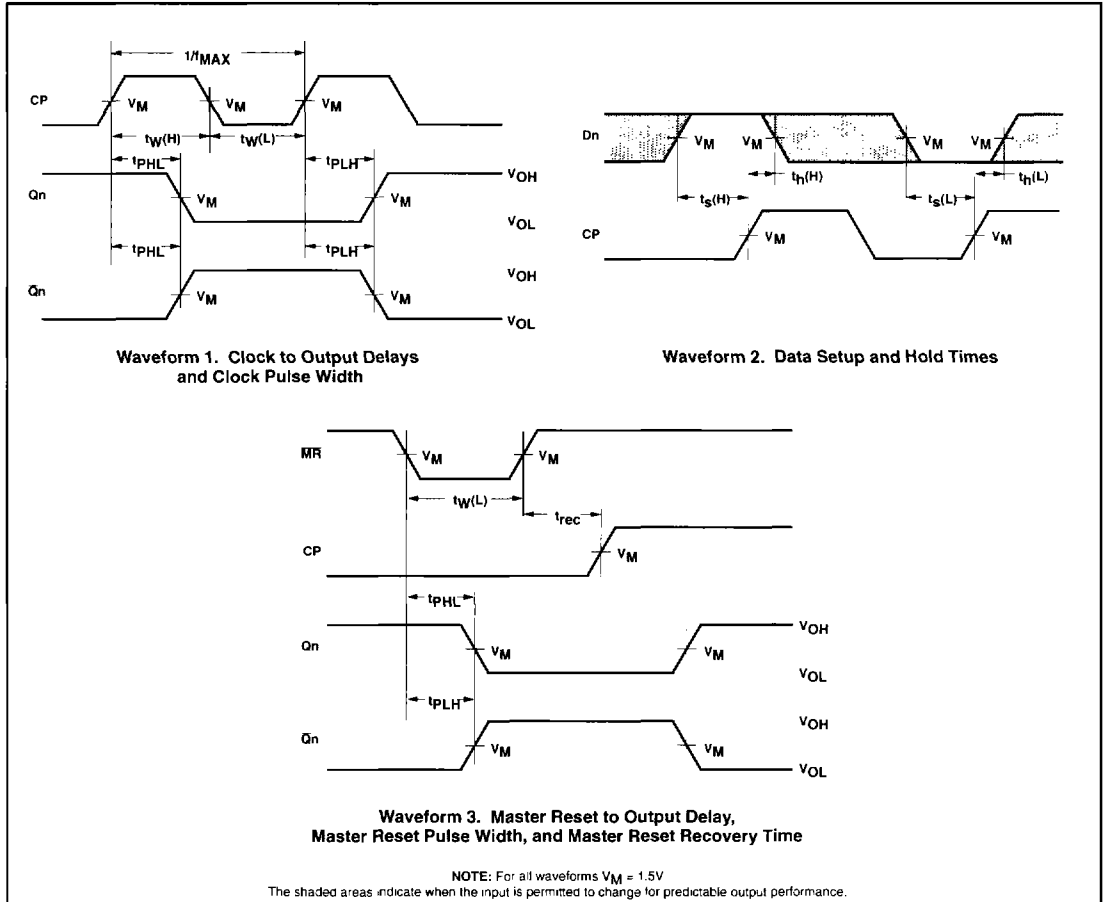 1/fMAX
CP
VM
VM
VM
tW(H)
tW(L)
tPHL
tPLH
Qn
VM
VM
VOH
VOL
tPHL
tPLH
Q̅n
VM
VM
VOH
VOL
Waveform 1. Clock to Output Delays
and Clock Pulse Width
Dn
VM
VM
VM
VM
th(H)
th(L)
ts(H)
ts(L)
CP
VM
VM
Waveform 2. Data Setup and Hold Times
M̅R̅
VM
VM
tW(L)
trec
CP
VM
tPHL
Qn
VM
VM
VOH
VOL
tPLH
Q̅n
VM
VM
VOH
VOL
Waveform 3. Master Reset to Output Delay,
Master Reset Pulse Width, and Master Reset Recovery Time
NOTE: For all waveforms VM = 1.5V
The shaded areas indicate when the input is permitted to change for predictable output performance.